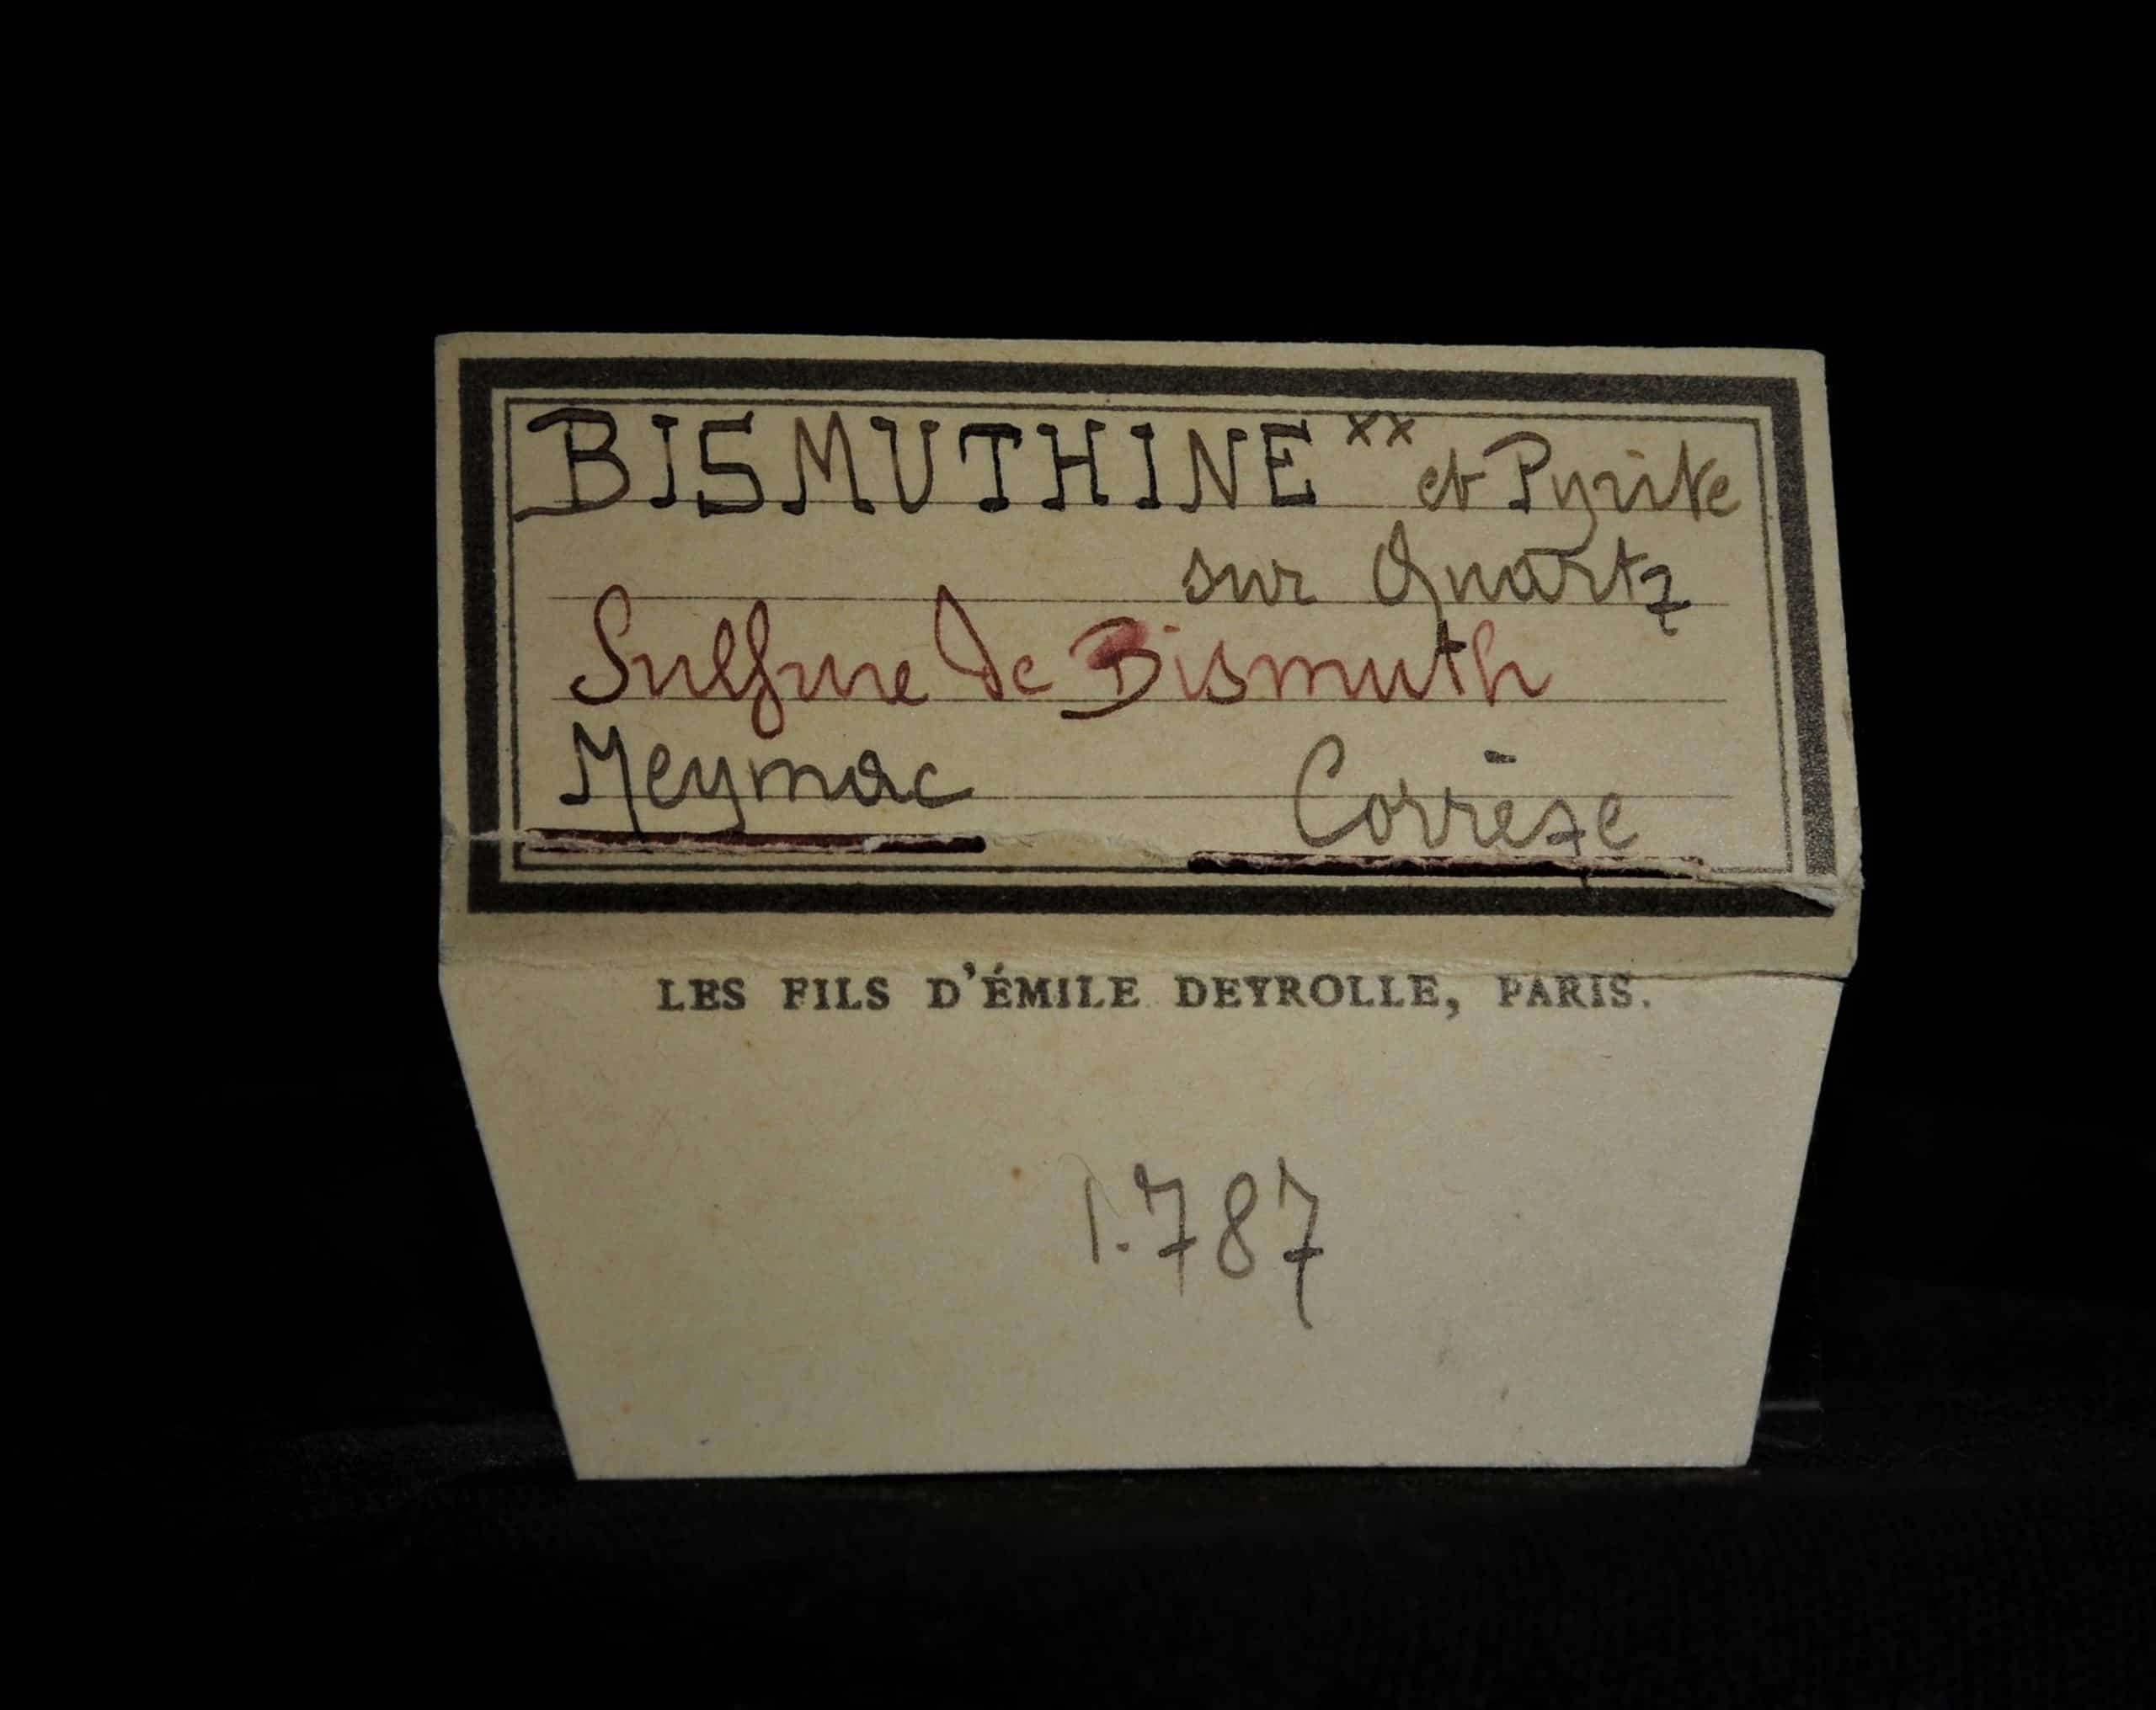 BISMUTHINE xx et Pyrite
sur Quartz
Sulfure de Bismuth
Meymac Corrèze
LES FILS D'ÉMILE DEYROLLE, PARIS.
1.787